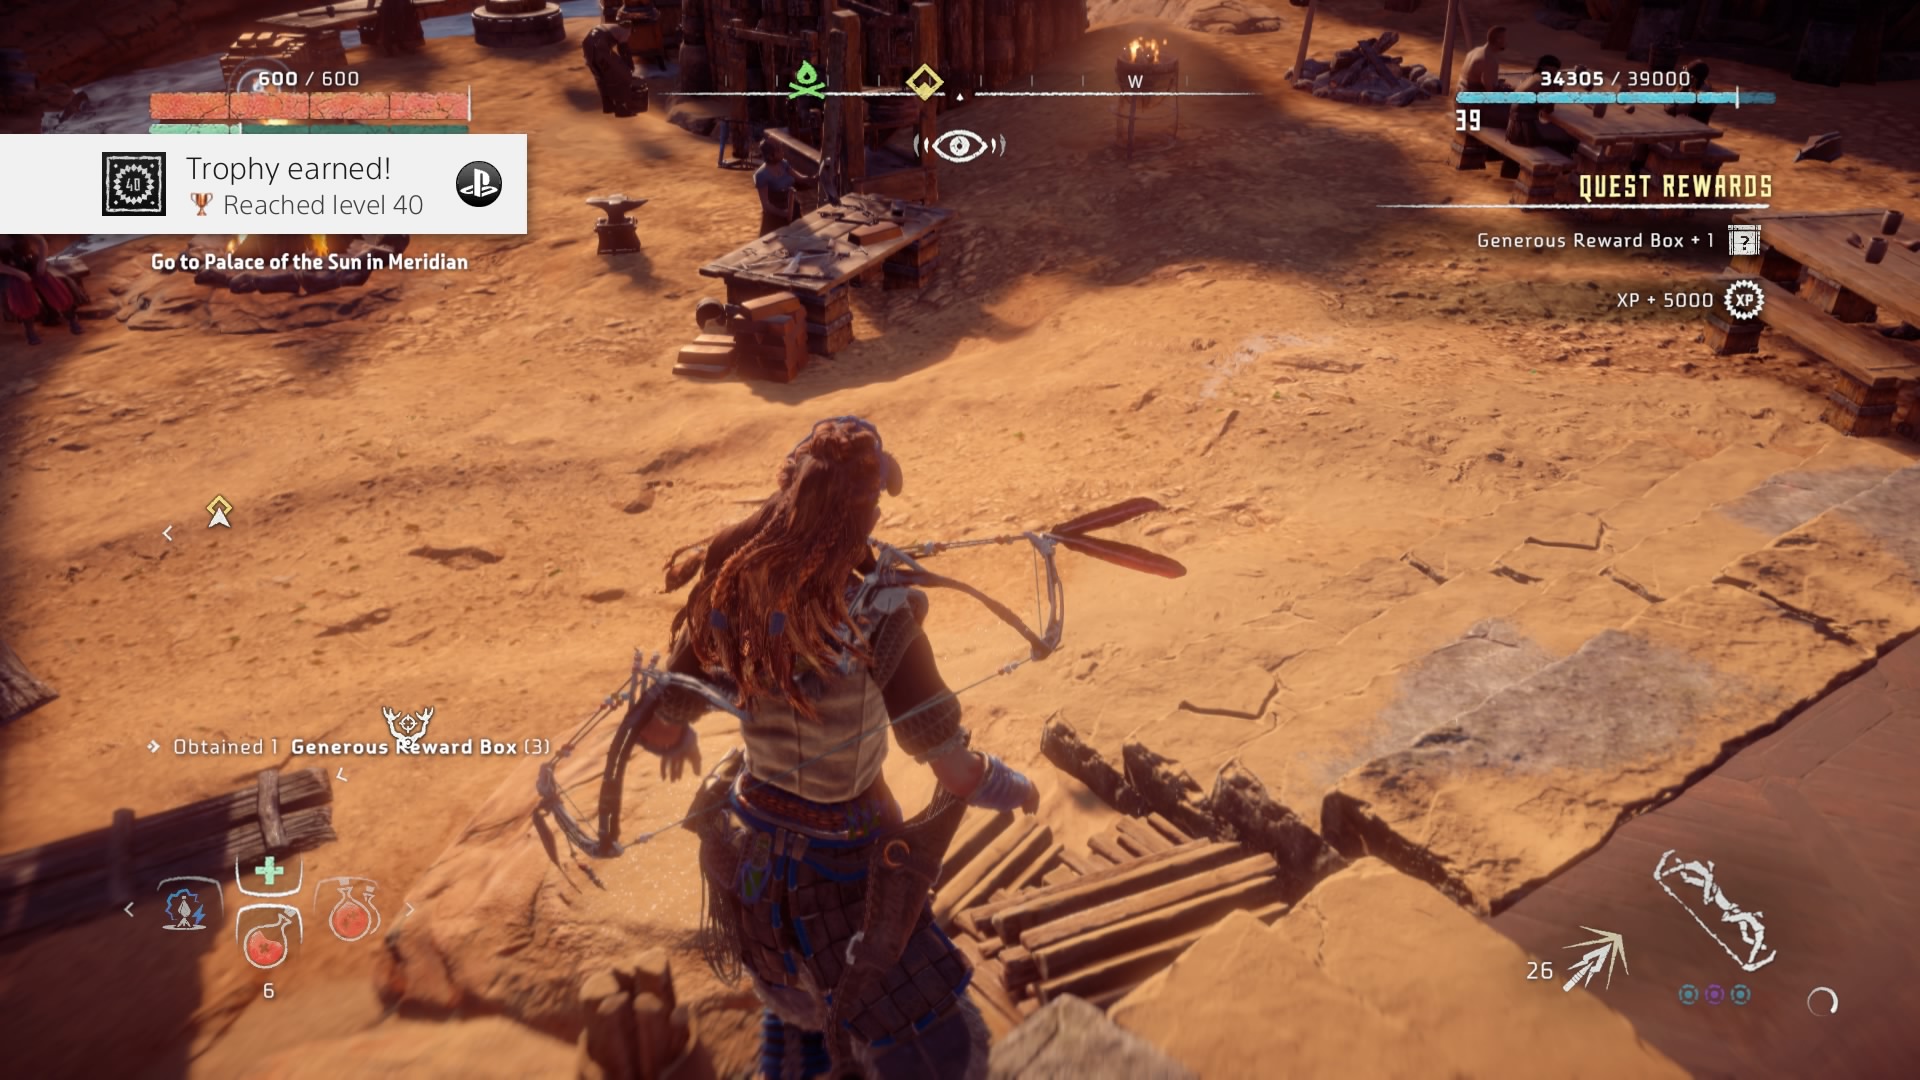 600 / 600
W
34305 / 39000
39
40
Trophy earned!
Reached level 40
QUEST REWARDS
Generous Reward Box + 1
?
XP + 5000
XP
Go to Palace of the Sun in Meridian
Obtained 1 Generous Reward Box (3)
6
26